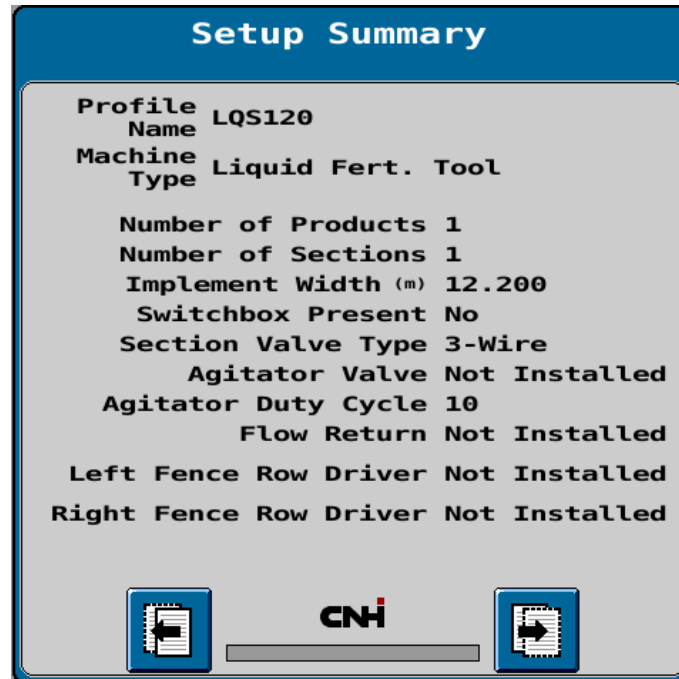 Setup Summary
Profile
Name LQS120
Machine
Type Liquid Fert. Tool
Number of Products 1
Number of Sections 1
Implement Width (m) 12.200
Switchbox Present No
Section Valve Type 3-Wire
Agitator Valve Not Installed
Agitator Duty Cycle 10
Flow Return Not Installed
Left Fence Row Driver Not Installed
Right Fence Row Driver Not Installed
CNHi